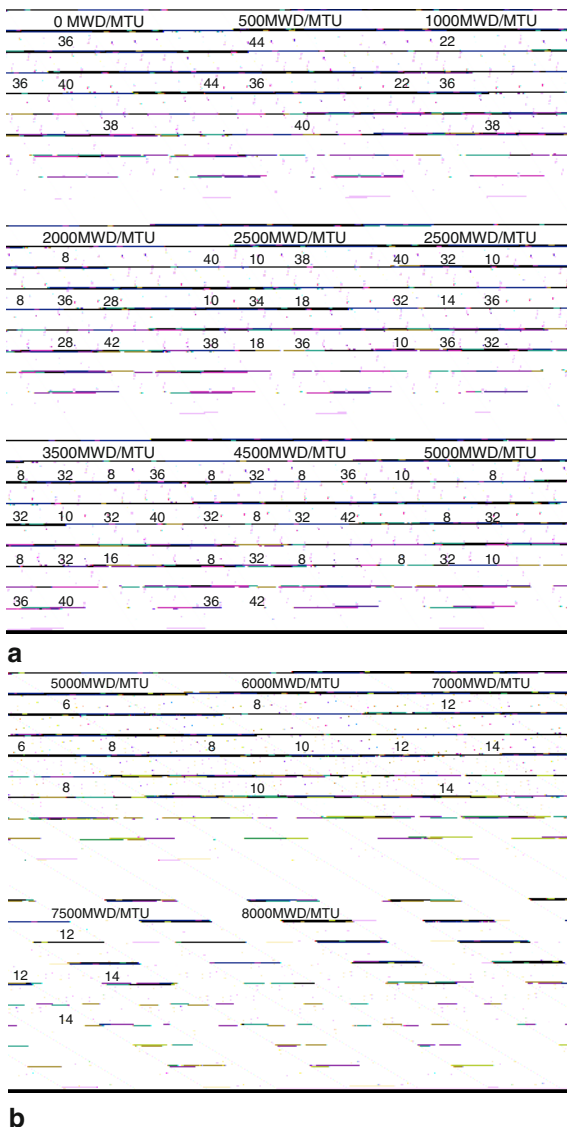 0 MWD/MTU 500MWD/MTU 1000MWD/MTU
36 44 22
36 40 44 36 22 36
38 40 38
2000MWD/MTU 2500MWD/MTU 2500MWD/MTU
8 40 10 38 40 32 10
8 36 28 10 34 18 32 14 36
28 42 38 18 36 10 36 32
3500MWD/MTU 4500MWD/MTU 5000MWD/MTU
8 32 8 36 8 32 8 36 10 8
32 10 32 40 32 8 32 42 8 32
8 32 16 8 32 8 8 32 10
36 40 36 42
a
5000MWD/MTU 6000MWD/MTU 7000MWD/MTU
6 8 12
6 8 8 10 12 14
8 10 14
7500MWD/MTU 8000MWD/MTU
12
12 14
14
b